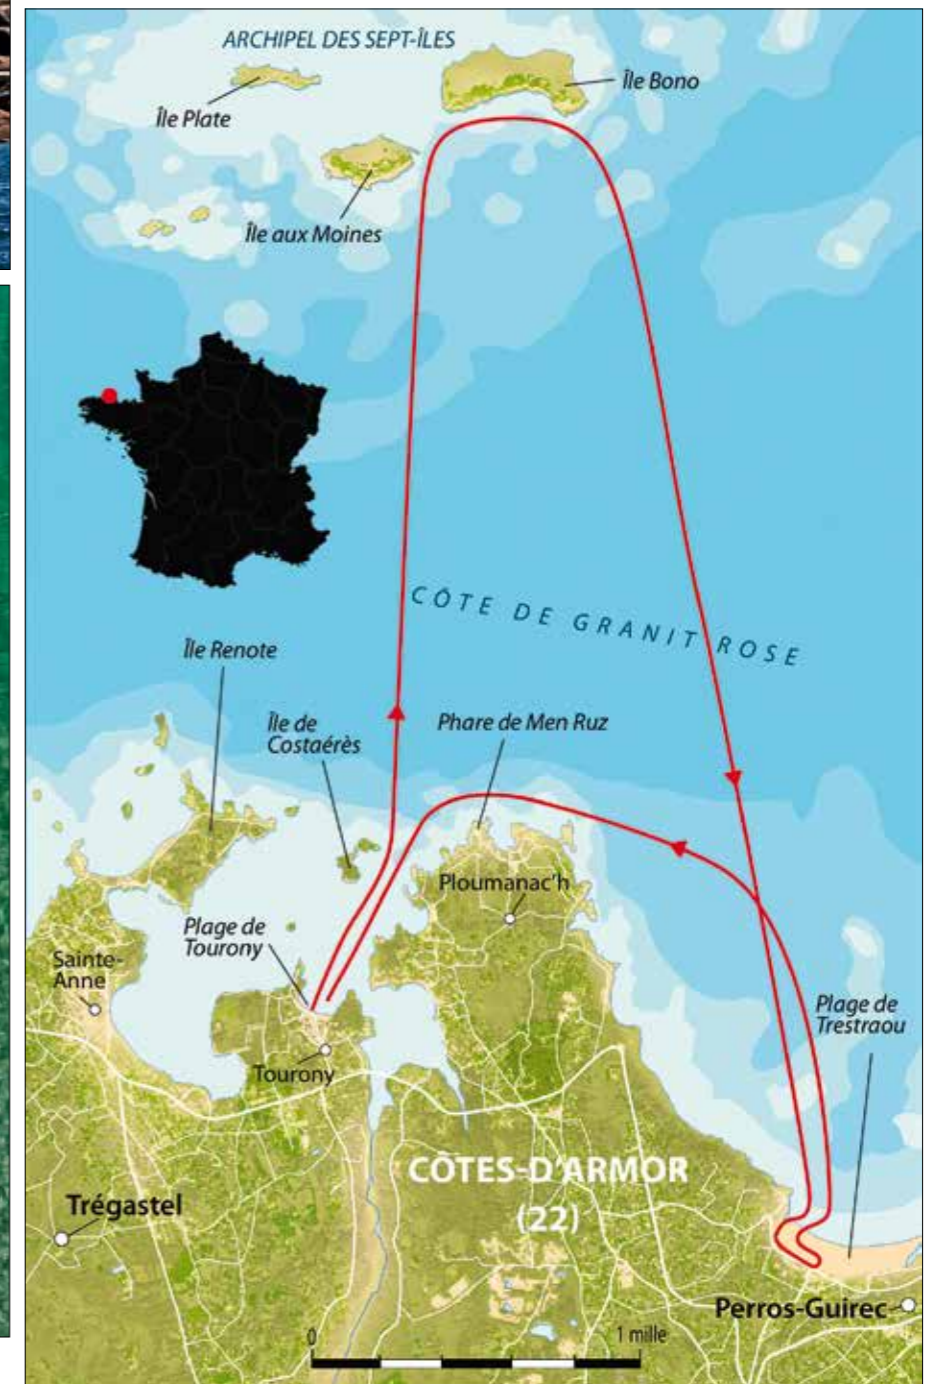 ARCHIPEL DES SEPT-ÎLES
Île Bono
Île Plate
Île aux Moines
CÔTE DE GRANIT ROSE
Île Renote
Île de
Costaérès
Phare de Men Ruz
Ploumanac'h
Plage de
Tourony
Sainte-
Anne
Plage de
Trestraou
Tourony
CÔTES-D'ARMOR
(22)
Trégastel
Perros-Guirec
0 1 mille